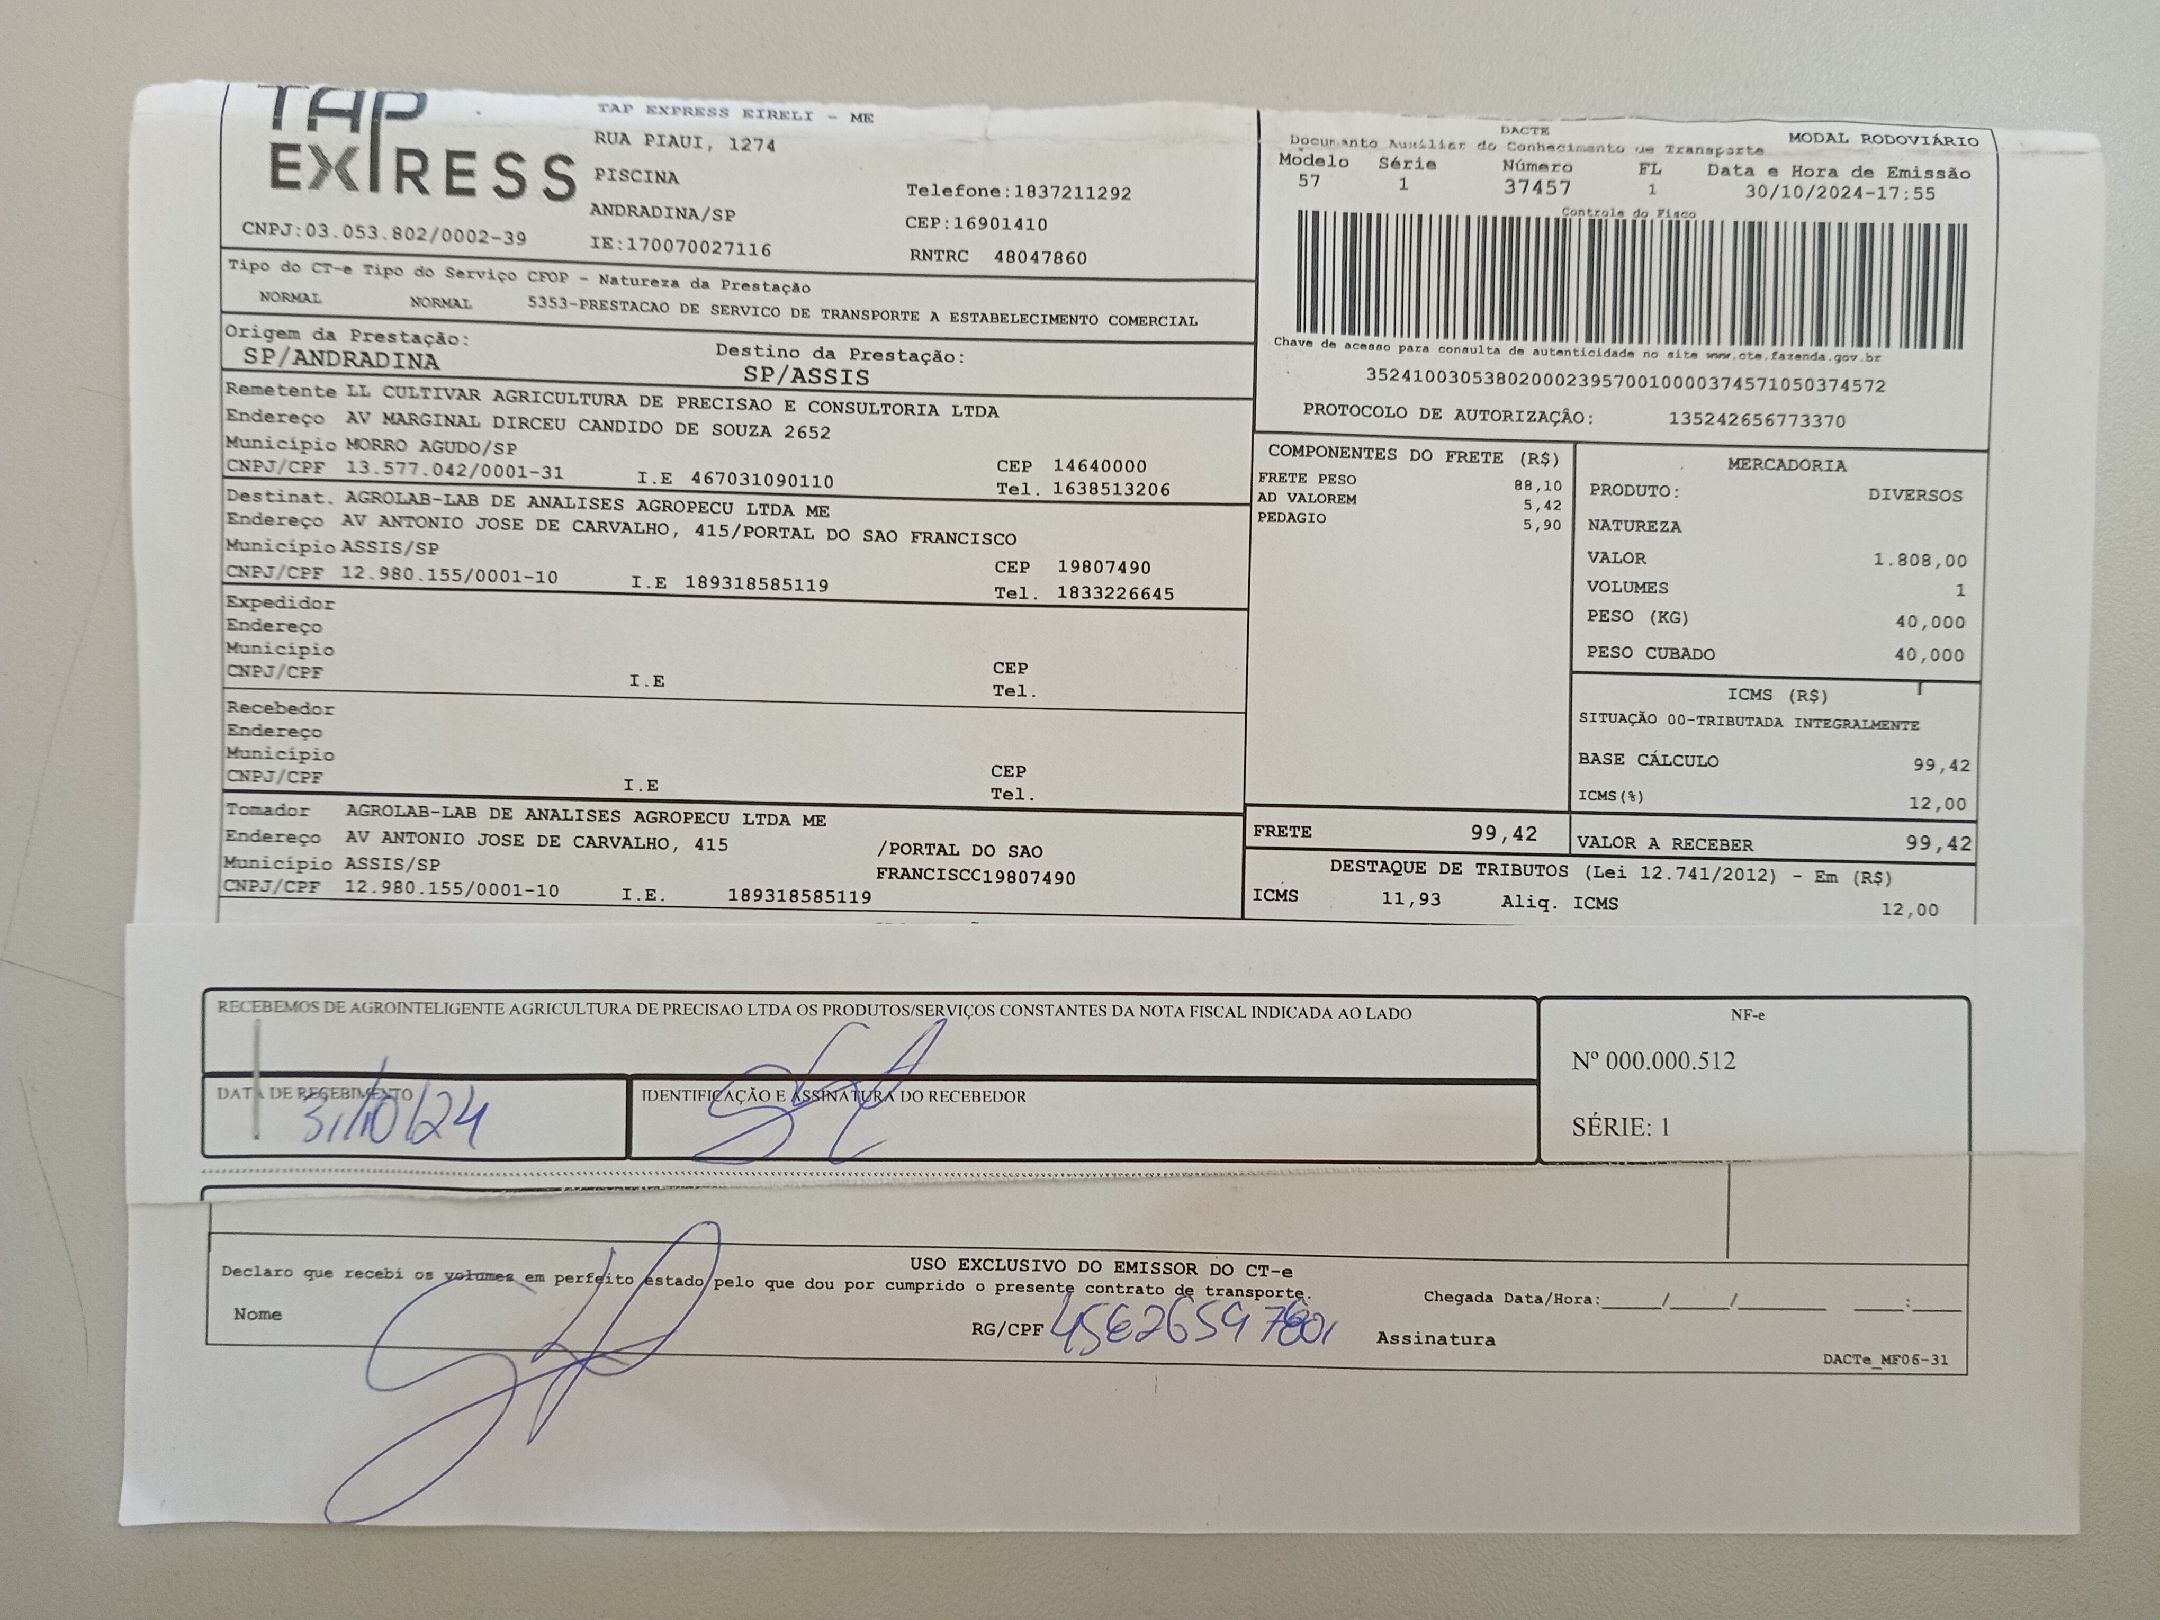 TAP EXPRESS
TAP EXPRESS EIRELI - ME
RUA PIAUI, 1274
PISCINA
Telefone:1837211292
ANDRADINA/SP
CEP:16901410
CNPJ:03.053.802/0002-39
IE:170070027116
RNTRC 48047860
DACTE
MODAL RODOVIÁRIO
Documento Auxiliar do Conhecimento de Transporte
Modelo Série Número FL Data e Hora de Emissão
57 1 37457 1 30/10/2024-17:55
Controle do Fisco
Chave de acesso para consulta de autenticidade no site www.cte.fazenda.gov.br
35241003053802000239570010000374571050374572
PROTOCOLO DE AUTORIZAÇÃO: 135242656773370
Tipo do CT-e Tipo do Serviço CFOP - Natureza da Prestação
NORMAL NORMAL 5353-PRESTACAO DE SERVICO DE TRANSPORTE A ESTABELECIMENTO COMERCIAL
Origem da Prestação: Destino da Prestação:
SP/ANDRADINA SP/ASSIS
Remetente LL CULTIVAR AGRICULTURA DE PRECISAO E CONSULTORIA LTDA
Endereço AV MARGINAL DIRCEU CANDIDO DE SOUZA 2652
Município MORRO AGUDO/SP CEP 14640000
CNPJ/CPF 13.577.042/0001-31 I.E 467031090110 Tel. 1638513206
Destinat. AGROLAB-LAB DE ANALISES AGROPECU LTDA ME
Endereço AV ANTONIO JOSE DE CARVALHO, 415/PORTAL DO SAO FRANCISCO
Município ASSIS/SP CEP 19807490
CNPJ/CPF 12.980.155/0001-10 I.E 189318585119 Tel. 1833226645
Expedidor
Endereço
Município CEP
CNPJ/CPF I.E Tel.
Recebedor
Endereço
Município CEP
CNPJ/CPF I.E Tel.
Tomador AGROLAB-LAB DE ANALISES AGROPECU LTDA ME
Endereço AV ANTONIO JOSE DE CARVALHO, 415 /PORTAL DO SAO
Município ASSIS/SP FRANCISCC19807490
CNPJ/CPF 12.980.155/0001-10 I.E. 189318585119
COMPONENTES DO FRETE (R$)
FRETE PESO 88,10
AD VALOREM 5,42
PEDAGIO 5,90
MERCADORIA
PRODUTO: DIVERSOS
NATUREZA
VALOR 1.808,00
VOLUMES 1
PESO (KG) 40,000
PESO CUBADO 40,000
ICMS (R$)
SITUAÇÃO 00-TRIBUTADA INTEGRALMENTE
BASE CÁLCULO 99,42
ICMS(%) 12,00
FRETE 99,42 VALOR A RECEBER 99,42
DESTAQUE DE TRIBUTOS (Lei 12.741/2012) - Em (R$)
ICMS 11,93 Aliq. ICMS 12,00
RECEBEMOS DE AGROINTELIGENTE AGRICULTURA DE PRECISAO LTDA OS PRODUTOS/SERVIÇOS CONSTANTES DA NOTA FISCAL INDICADA AO LADO
NF-e
Nº 000.000.512
SÉRIE: 1
DATA DE RECEBIMENTO
31/10/24
IDENTIFICAÇÃO E ASSINATURA DO RECEBEDOR
USO EXCLUSIVO DO EMISSOR DO CT-e
Declaro que recebi os volumes em perfeito estado pelo que dou por cumprido o presente contrato de transporte.
Chegada Data/Hora:____/____/______ ___:___
Nome RG/CPF Assinatura
DACTe_MF06-31